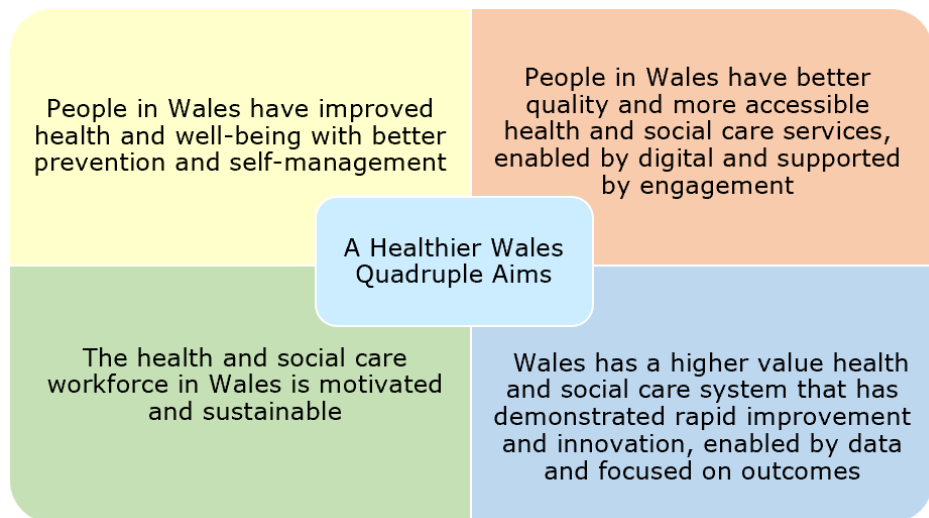 People in Wales have improved
health and well-being with better
prevention and self-management
People in Wales have better
quality and more accessible
health and social care services,
enabled by digital and supported
by engagement
A Healthier Wales
Quadruple Aims
The health and social care
workforce in Wales is motivated
and sustainable
Wales has a higher value health
and social care system that has
demonstrated rapid improvement
and innovation, enabled by data
and focused on outcomes